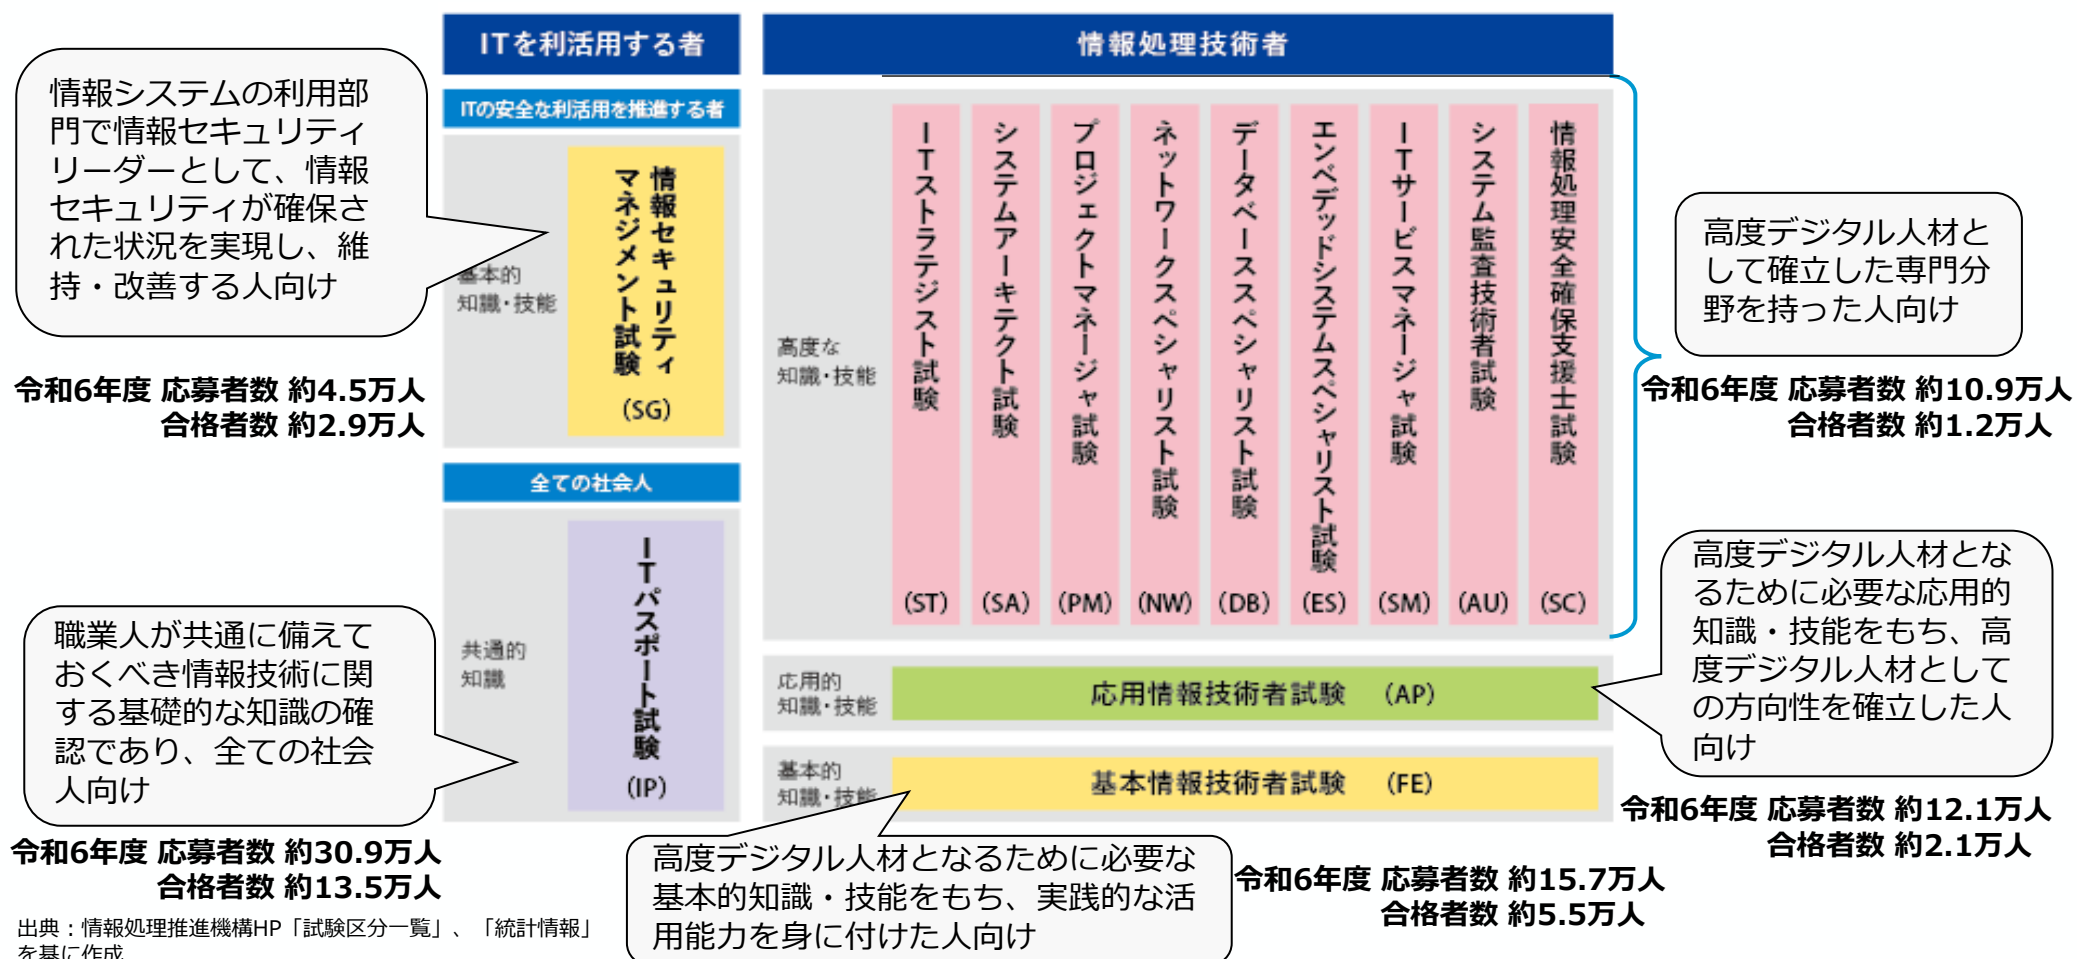 ITを利活用する者
情報処理技術者
情報システムの利用部
門で情報セキュリティ
リーダーとして、情報
セキュリティが確保さ
れた状況を実現し、維
持・改善する人向け
令和6年度 応募者数 約4.5万人
合格者数 約2.9万人
ITの安全な利活用を推進する者
基本的
知識・技能
情報セキュリティ
マネジメント試験
(SG)
全ての社会人
職業人が共通に備えて
おくべき情報技術に関
する基礎的な知識の確
認であり、全ての社会
人向け
令和6年度 応募者数 約30.9万人
合格者数 約13.5万人
共通的
知識
ITパスポート試験
(IP)
高度な
知識・技能
ITストラテジスト試験
(ST)
システムアーキテクト試験
(SA)
プロジェクトマネージャ試験
(PM)
ネットワークスペシャリスト試験
(NW)
データベーススペシャリスト試験
(DB)
エンベデッドシステムスペシャリスト試験
(ES)
ITサービスマネージャ試験
(SM)
システム監査技術者試験
(AU)
情報処理安全確保支援士試験
(SC)
高度デジタル人材と
して確立した専門分
野を持った人向け
令和6年度 応募者数 約10.9万人
合格者数 約1.2万人
応用的
知識・技能
応用情報技術者試験 (AP)
高度デジタル人材とな
るために必要な応用的
知識・技能をもち、高
度デジタル人材として
の方向性を確立した人
向け
令和6年度 応募者数 約12.1万人
合格者数 約2.1万人
基本的
知識・技能
基本情報技術者試験 (FE)
高度デジタル人材となるために必要な
基本的知識・技能をもち、実践的な活
用能力を身に付けた人向け
令和6年度 応募者数 約15.7万人
合格者数 約5.5万人
出典：情報処理推進機構HP「試験区分一覧」、「統計情報」
を基に作成